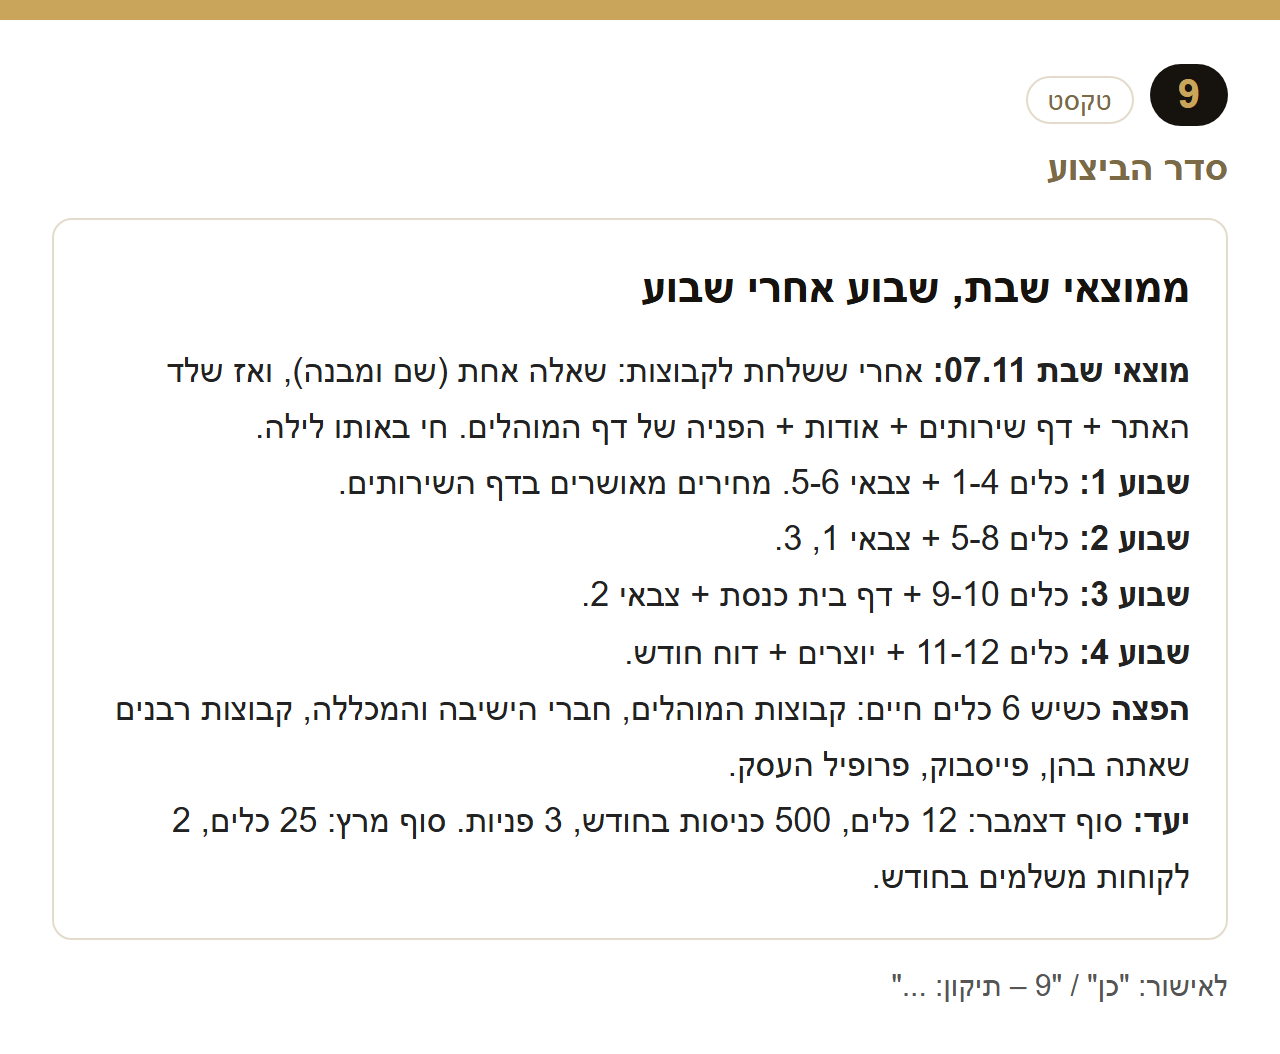 9
טקסט
סדר הביצוע
ממוצאי שבת, שבוע אחרי שבוע
מוצאי שבת 07.11: אחרי ששלחת לקבוצות: שאלה אחת (שם ומבנה), ואז שלד
האתר + דף שירותים + אודות + הפניה של דף המוהלים. חי באותו לילה.
שבוע 1: כלים 1-4 + צבאי 5-6. מחירים מאושרים בדף השירותים.
שבוע 2: כלים 5-8 + צבאי 1, 3.
שבוע 3: כלים 9-10 + דף בית כנסת + צבאי 2.
שבוע 4: כלים 11-12 + יוצרים + דוח חודש.
הפצה כשיש 6 כלים חיים: קבוצות המוהלים, חברי הישיבה והמכללה, קבוצות רבנים
שאתה בהן, פייסבוק, פרופיל העסק.
יעד: סוף דצמבר: 12 כלים, 500 כניסות בחודש, 3 פניות. סוף מרץ: 25 כלים, 2
לקוחות משלמים בחודש.
לאישור: "כן" / "9 – תיקון: ..."